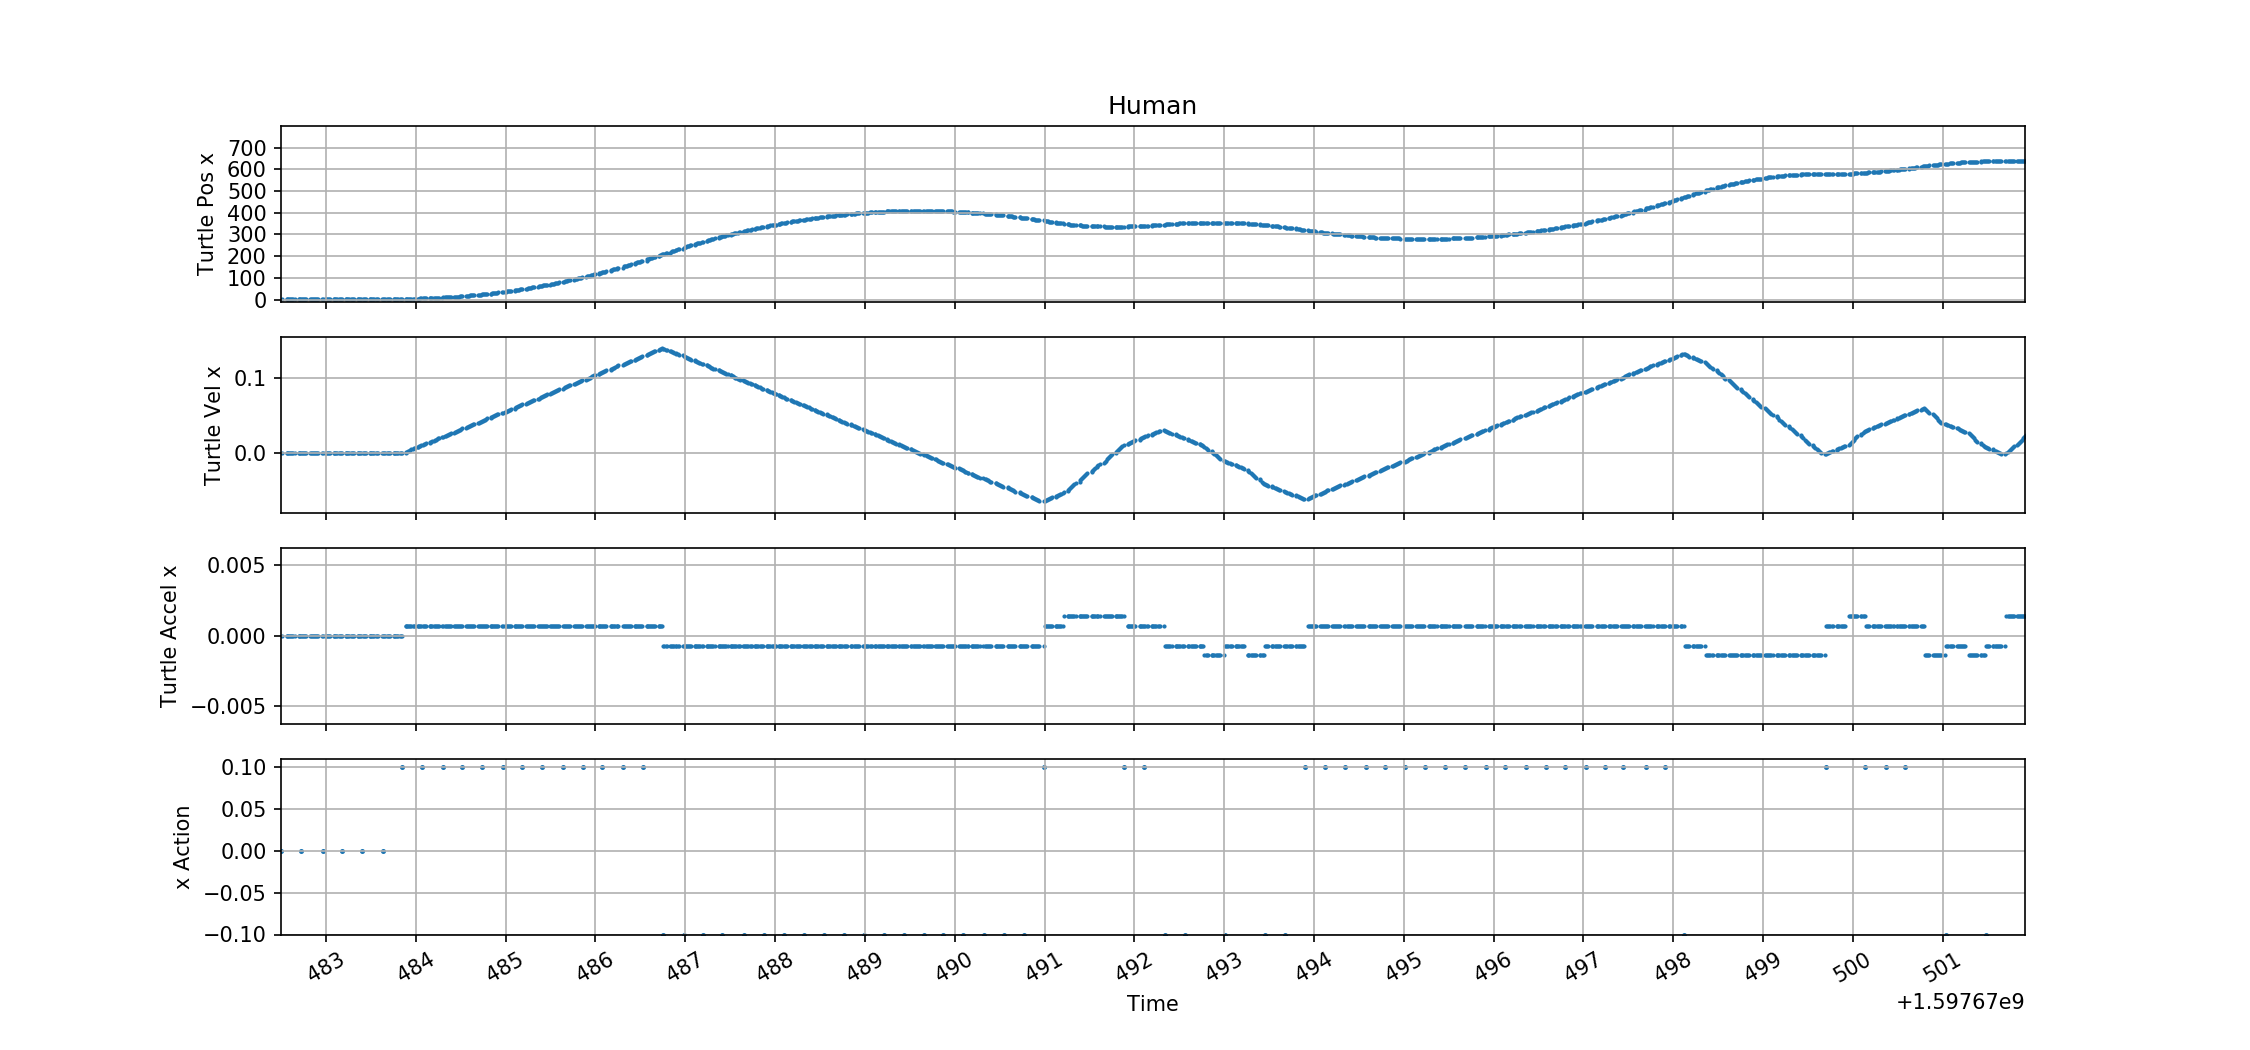 Human
Turtle Pos x
700
600
500
400
300
200
100
0
Turtle Vel x
0.1
0.0
Turtle Accel x
0.005
0.000
−0.005
x Action
0.10
0.05
0.00
−0.05
−0.10
483 484 485 486 487 488 489 490 491 492 493 494 495 496 497 498 499 500 501
Time
+1.59767e9